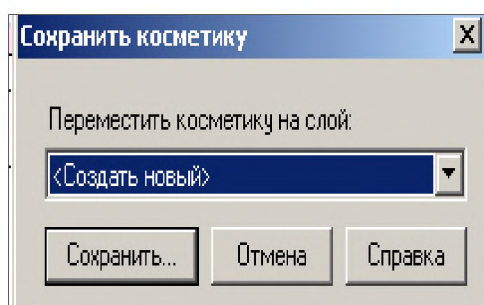 Сохранить косметику
Переместить косметику на слой:
<Создать новый>
Сохранить... Отмена Справка